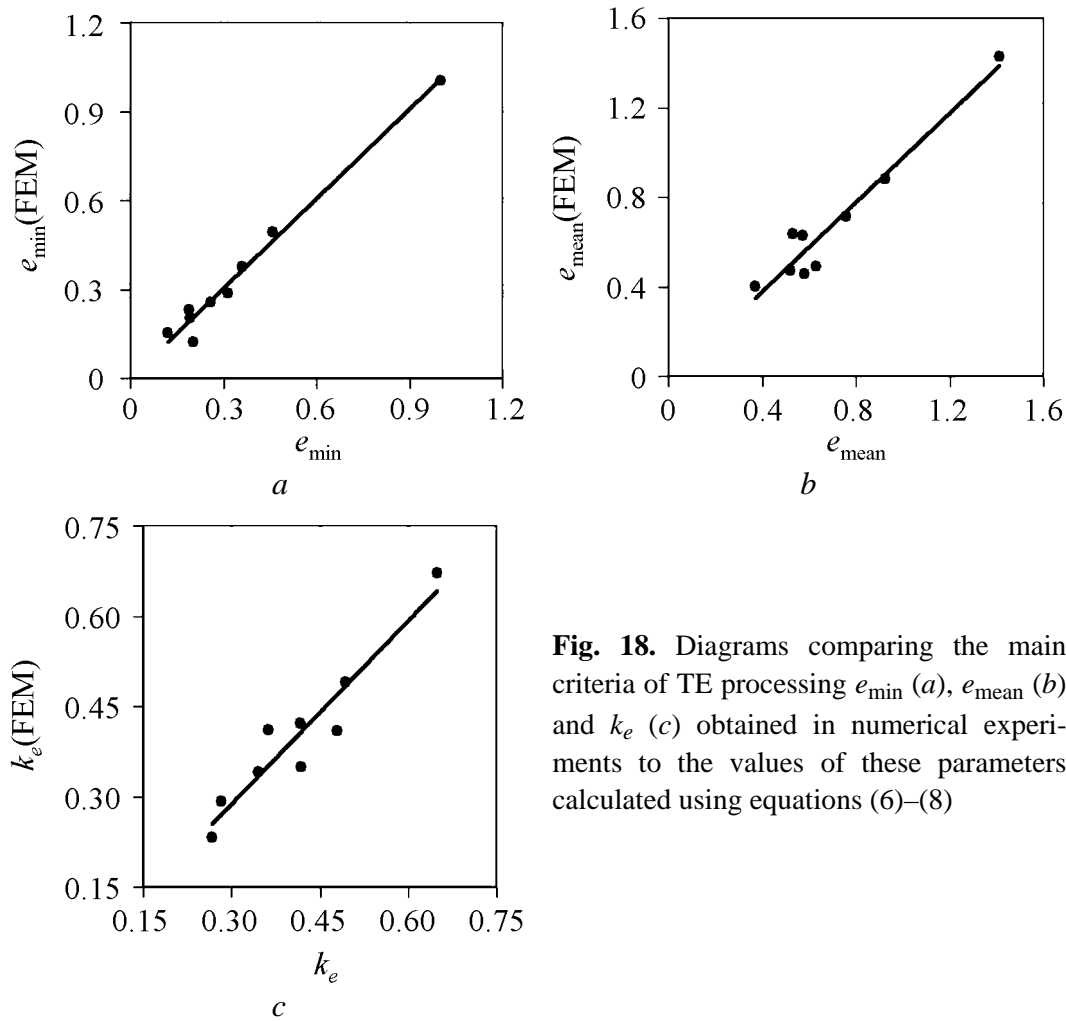 1.2
0.9
0.6
0.3
0
0 0.3 0.6 0.9 1.2
e_min(FEM)
e_min
a
1.6
1.2
0.8
0.4
0
0 0.4 0.8 1.2 1.6
e_mean(FEM)
e_mean
b
0.75
0.60
0.45
0.30
0.15
0.15 0.30 0.45 0.60 0.75
k_e(FEM)
k_e
c
Fig. 18. Diagrams comparing the main
criteria of TE processing e_min (a), e_mean (b)
and k_e (c) obtained in numerical experi-
ments to the values of these parameters
calculated using equations (6)–(8)